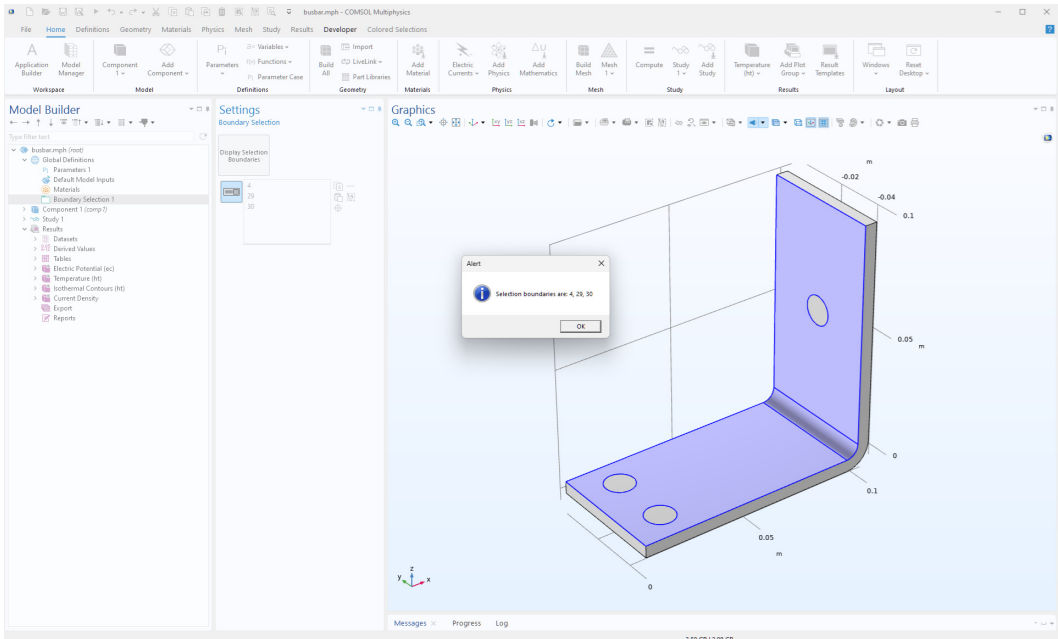 busbar.mph - COMSOL Multiphysics
File Home Definitions Geometry Materials Physics Mesh Study Results Developer Colored Selections
Application Builder
Model Manager
Workspace
Component 1
Add Component
Model
Parameters
a= Variables
f(x) Functions
Pi Parameter Case
Definitions
Build All
Import
LiveLink
Part Libraries
Geometry
Add Material
Materials
Electric Currents
Add Physics
Add Mathematics
Physics
Build Mesh
Mesh 1
Mesh
Compute
Study 1
Add Study
Study
Temperature (ht)
Add Plot Group
Result Templates
Results
Windows
Reset Desktop
Layout
Model Builder
Type filter text
busbar.mph (root)
Global Definitions
Pi Parameters 1
Default Model Inputs
Materials
Boundary Selection 1
Component 1 (comp1)
Study 1
Results
Datasets
Derived Values
Tables
Electric Potential (ec)
Temperature (ht)
Isothermal Contours (ht)
Current Density
Export
Reports
Settings
Boundary Selection
Display Selection Boundaries
4
29
30
Graphics
m
-0.02
-0.04
0.1
0.05
m
0
0.1
0.05
m
0
z
y
x
Alert
Selection boundaries are: 4, 29, 30
OK
Messages Progress Log